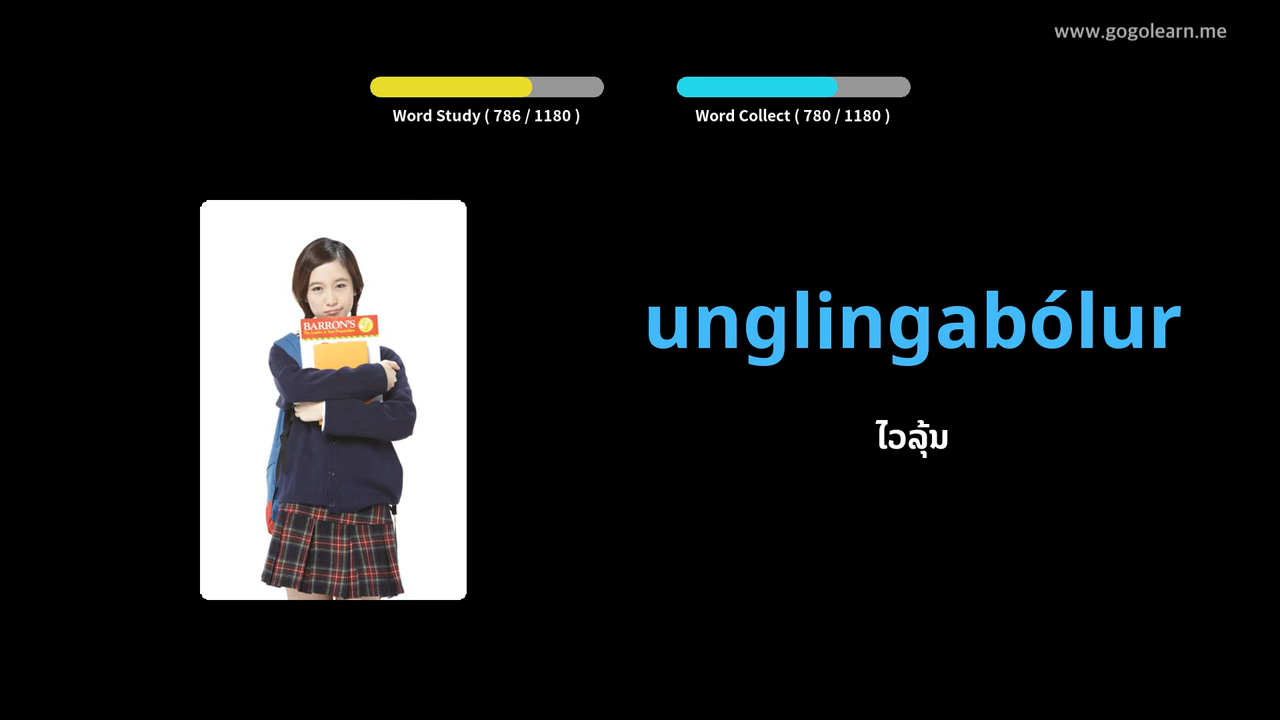 www.gogolearn.me
Word Study ( 786 / 1180 )
Word Collect ( 780 / 1180 )
BARRON'S
unglingabólur
ໄວລຸ້ນ